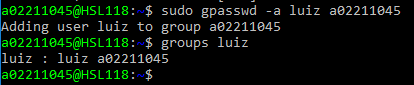 a02211045@HSL118:~$ sudo gpasswd -a luiz a02211045
Adding user luiz to group a02211045
a02211045@HSL118:~$ groups luiz
luiz : luiz a02211045
a02211045@HSL118:~$